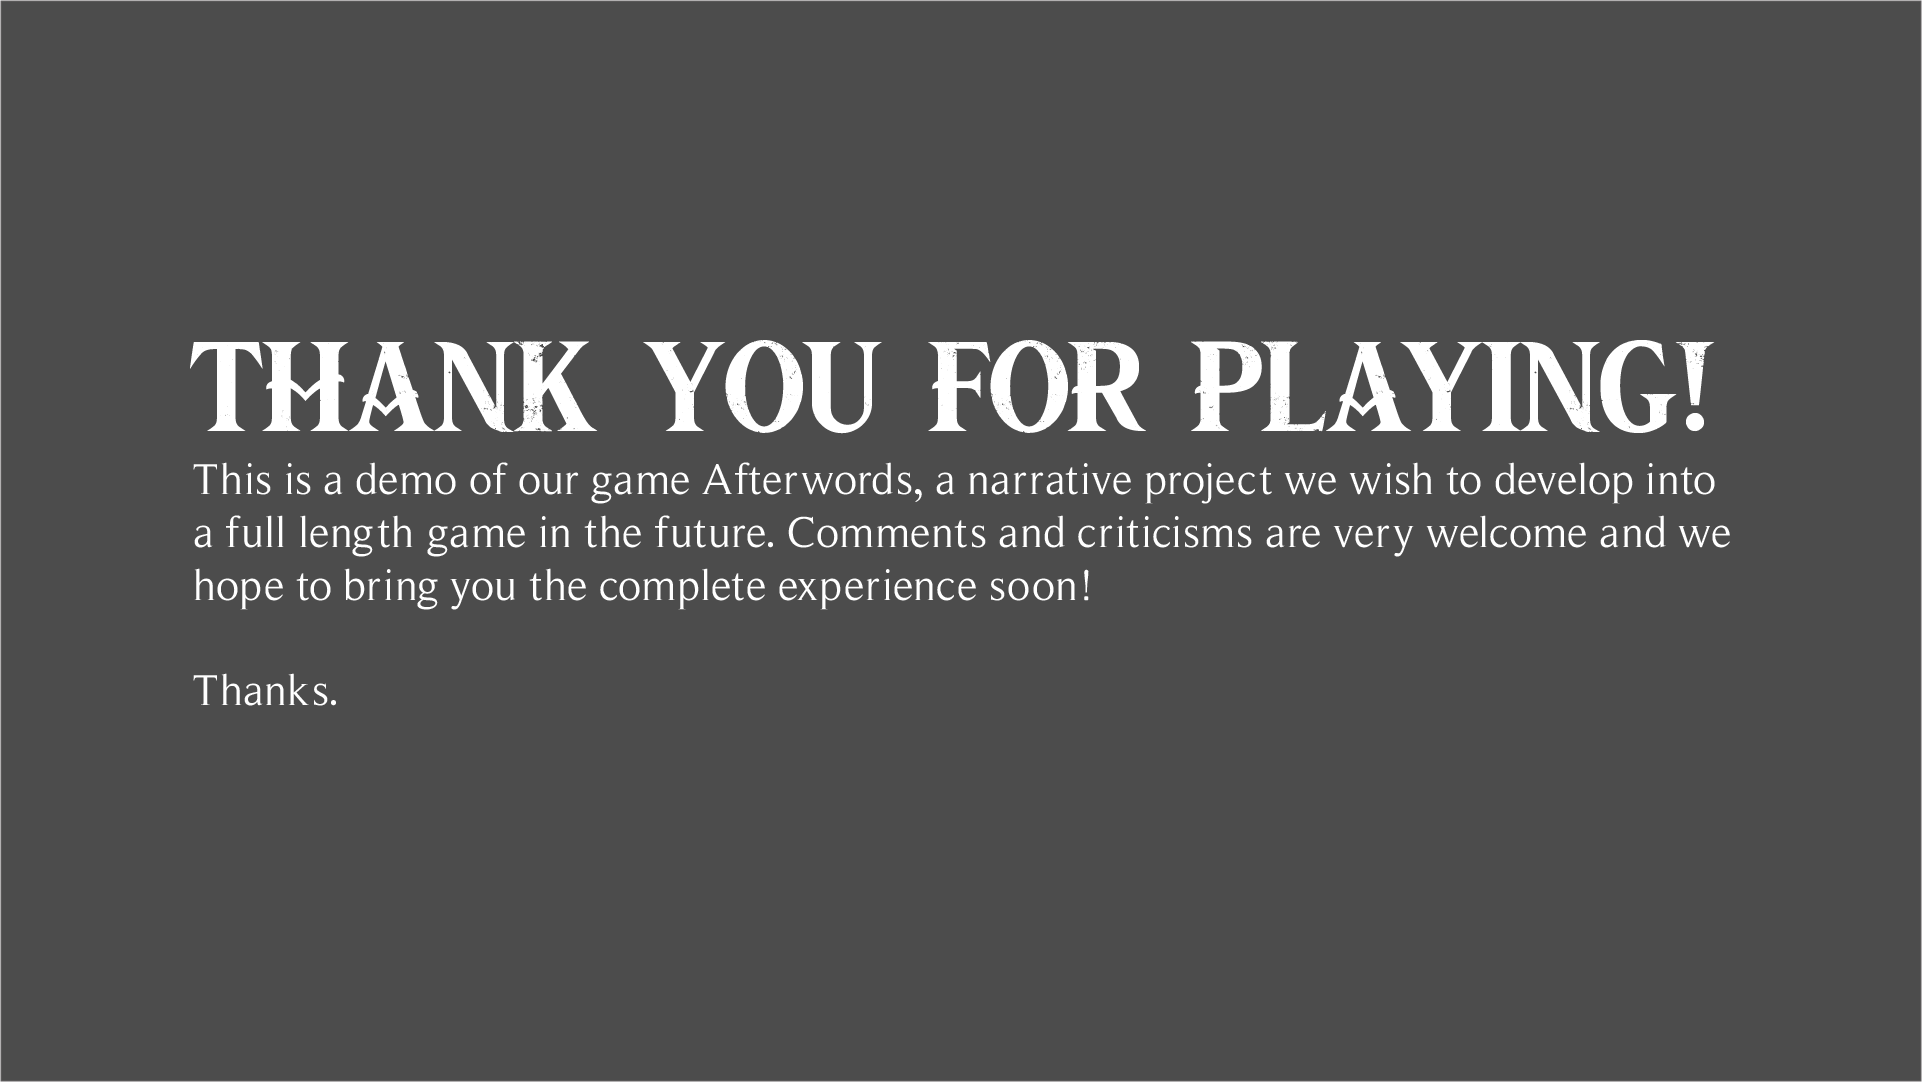 THANK YOU FOR PLAYING!
This is a demo of our game Afterwords, a narrative project we wish to develop into
a full length game in the future. Comments and criticisms are very welcome and we
hope to bring you the complete experience soon!
Thanks.